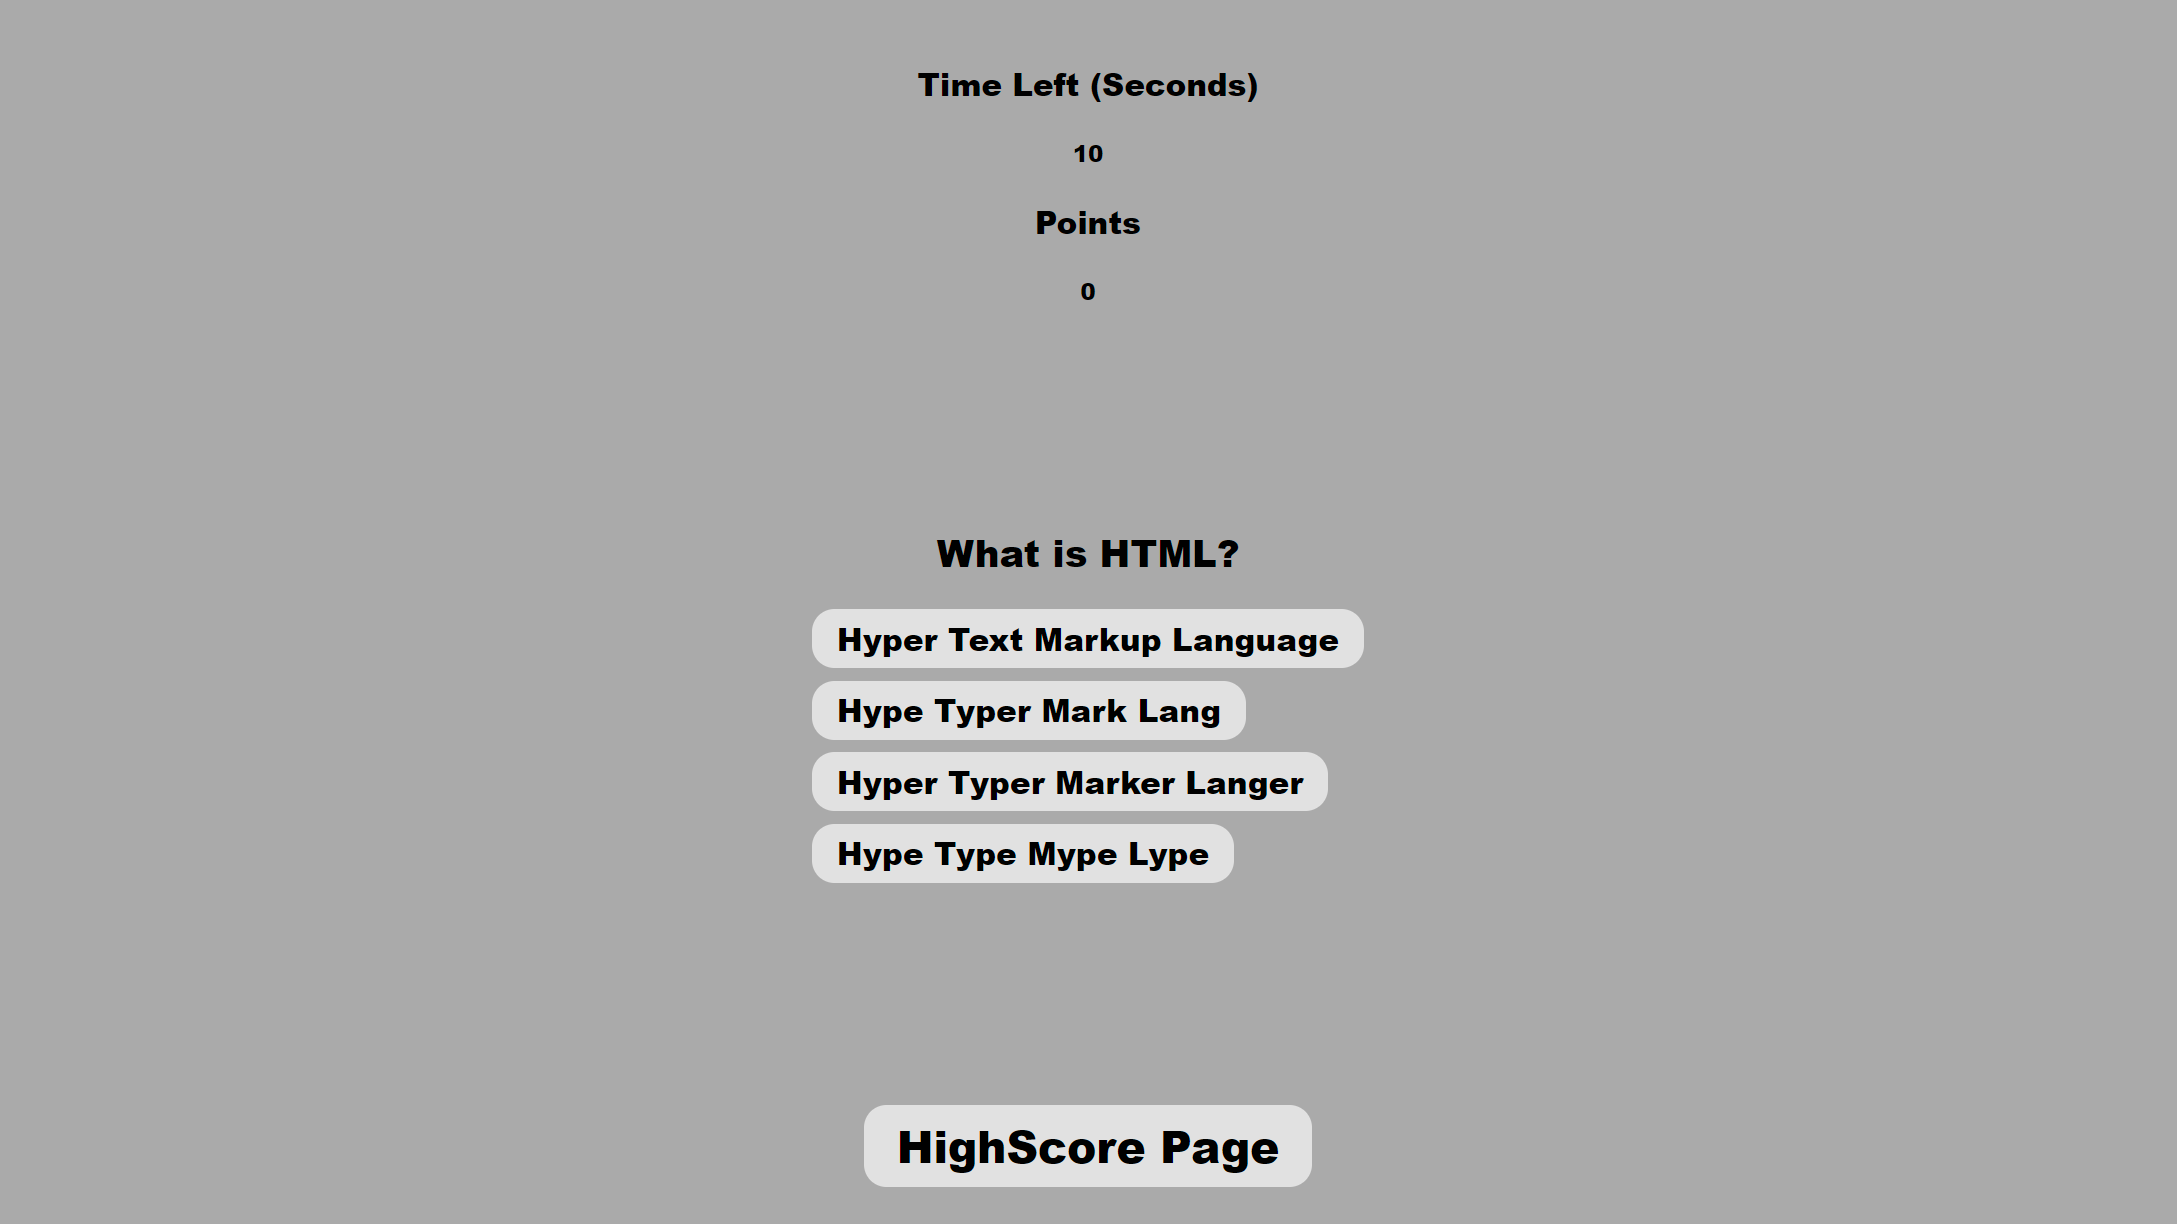 Time Left (Seconds)
10
Points
0
What is HTML?
Hyper Text Markup Language
Hype Typer Mark Lang
Hyper Typer Marker Langer
Hype Type Mype Lype
HighScore Page